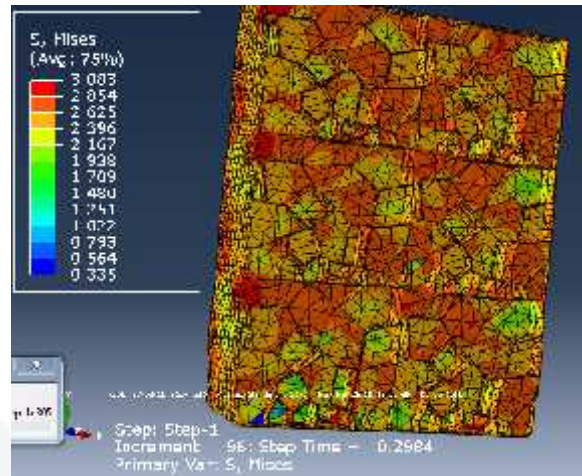 S, Mises
(Avg: 75%)
3.083
2.854
2.625
2.396
2.167
1.938
1.709
1.480
1.251
1.022
0.793
0.564
0.335
Step: Step-1
Increment 96: Step Time = 0.2984
Primary Var: S, Mises